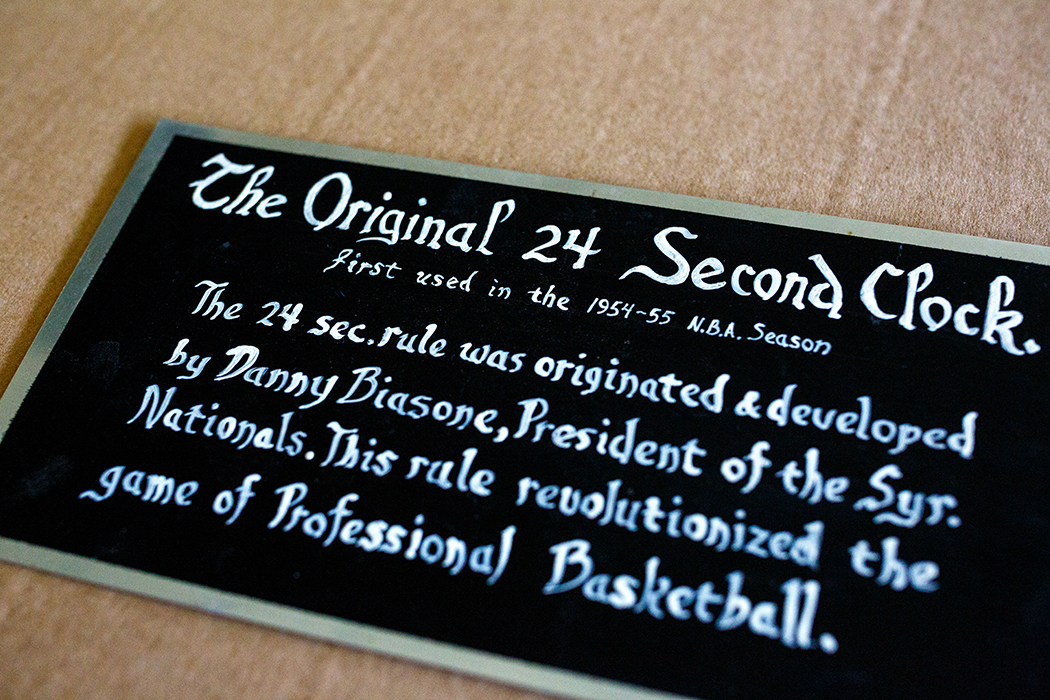 The Original 24 Second Clock.
first used in the 1954-55 N.B.A. Season
The 24 sec. rule was originated & developed
by Danny Biasone, President of the Syr.
Nationals. This rule revolutionized the
game of Professional Basketball.